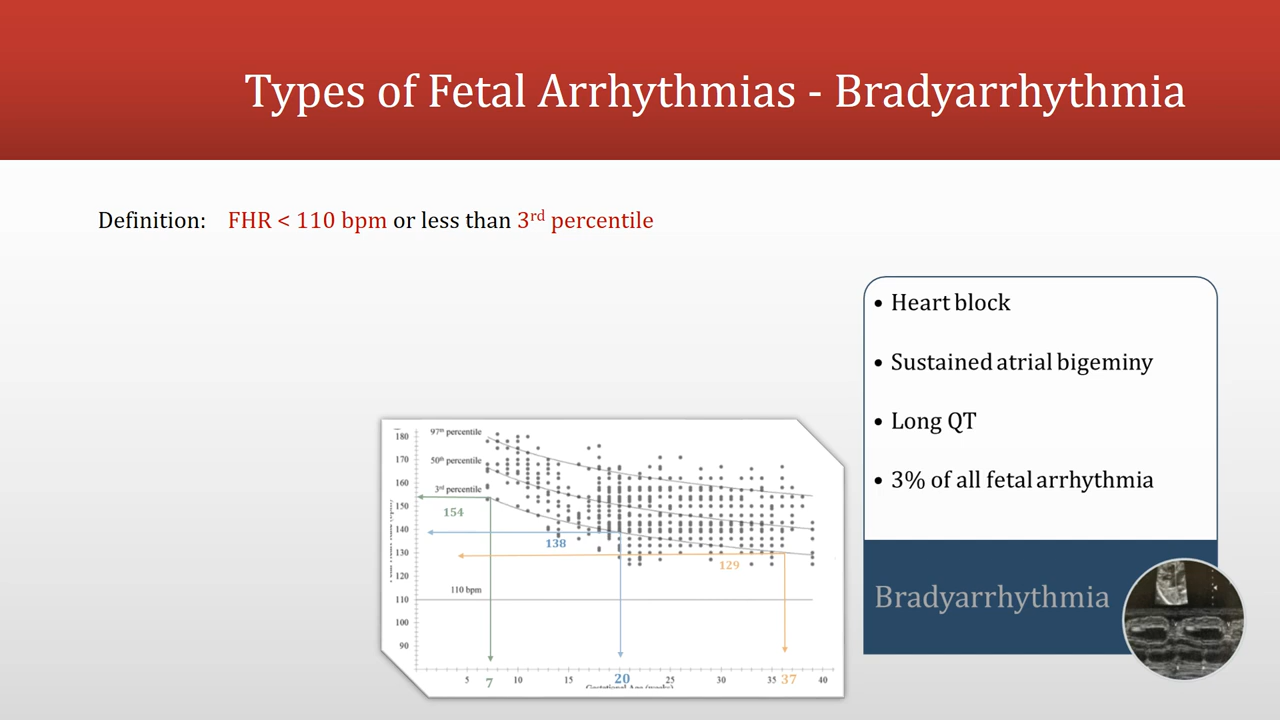 Types of Fetal Arrhythmias - Bradyarrhythmia
Definition: FHR < 110 bpm or less than 3rd percentile
• Heart block
• Sustained atrial bigeminy
• Long QT
• 3% of all fetal arrhythmia
Bradyarrhythmia
97th percentile
50th percentile
3rd percentile
110 bpm
180
170
160
150
140
130
120
110
100
90
154
138
129
5 7 10 15 20 25 30 35 37 40
Gestational Age (weeks)